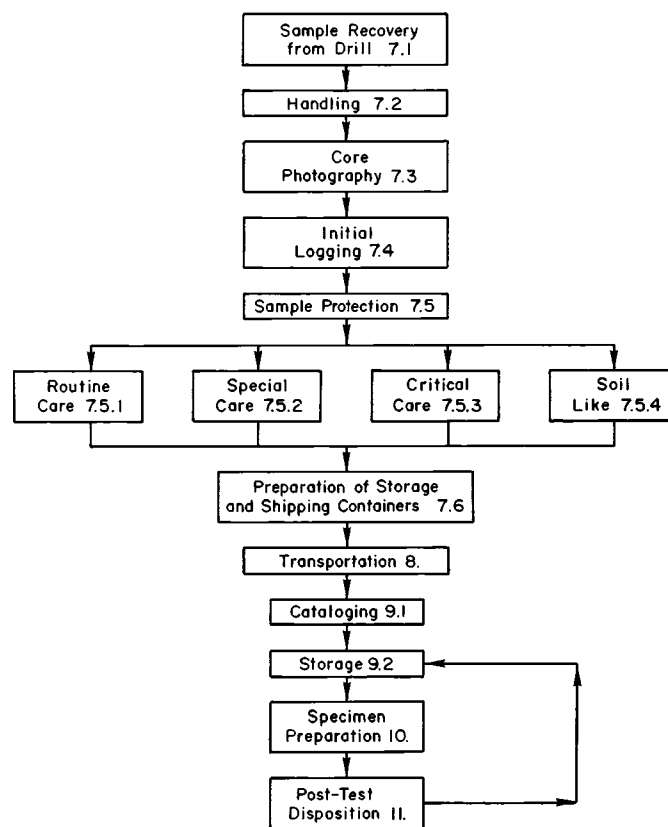 Sample Recovery
from Drill 7.1
Handling 7.2
Core
Photography 7.3
Initial
Logging 7.4
Sample Protection 7.5
Routine
Care 7.5.1
Special
Care 7.5.2
Critical
Care 7.5.3
Soil
Like 7.5.4
Preparation of Storage
and Shipping Containers 7.6
Transportation 8.
Cataloging 9.1
Storage 9.2
Specimen
Preparation 10.
Post-Test
Disposition 11.